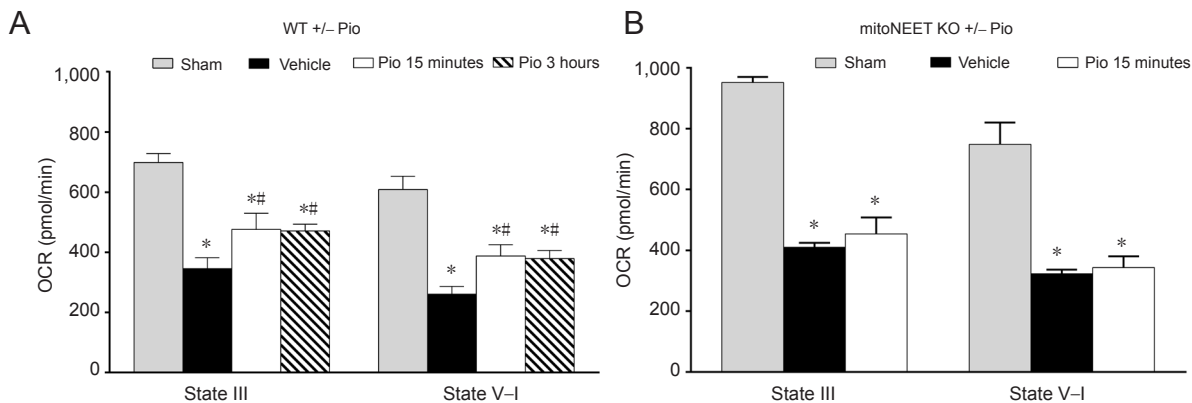 A
WT +/– Pio
Sham Vehicle Pio 15 minutes Pio 3 hours
OCR (pmol/min)
1,000
800
600
400
200
0
*
*#
*#
*
*#
*#
State III State V–I
B
mitoNEET KO +/– Pio
Sham Vehicle Pio 15 minutes
OCR (pmol/min)
1,000
800
600
400
200
0
*
*
*
*
State III State V–I